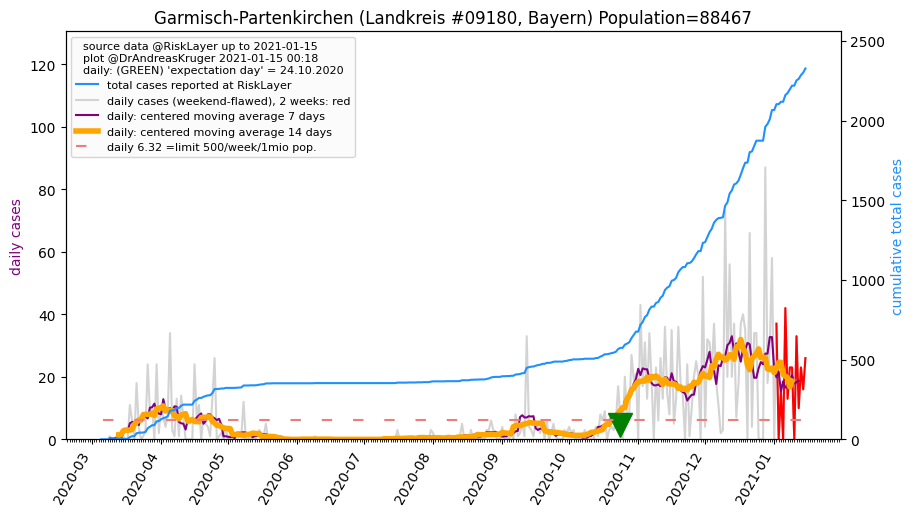 Garmisch-Partenkirchen (Landkreis #09180, Bayern) Population=88467
source data @RiskLayer up to 2021-01-15
plot @DrAndreasKruger 2021-01-15 00:18
daily: (GREEN) 'expectation day' = 24.10.2020
total cases reported at RiskLayer
daily cases (weekend-flawed), 2 weeks: red
daily: centered moving average 7 days
daily: centered moving average 14 days
daily 6.32 =limit 500/week/1mio pop.
daily cases
120
100
80
60
40
20
0
cumulative total cases
2500
2000
1500
1000
500
0
2020-03
2020-04
2020-05
2020-06
2020-07
2020-08
2020-09
2020-10
2020-11
2020-12
2021-01